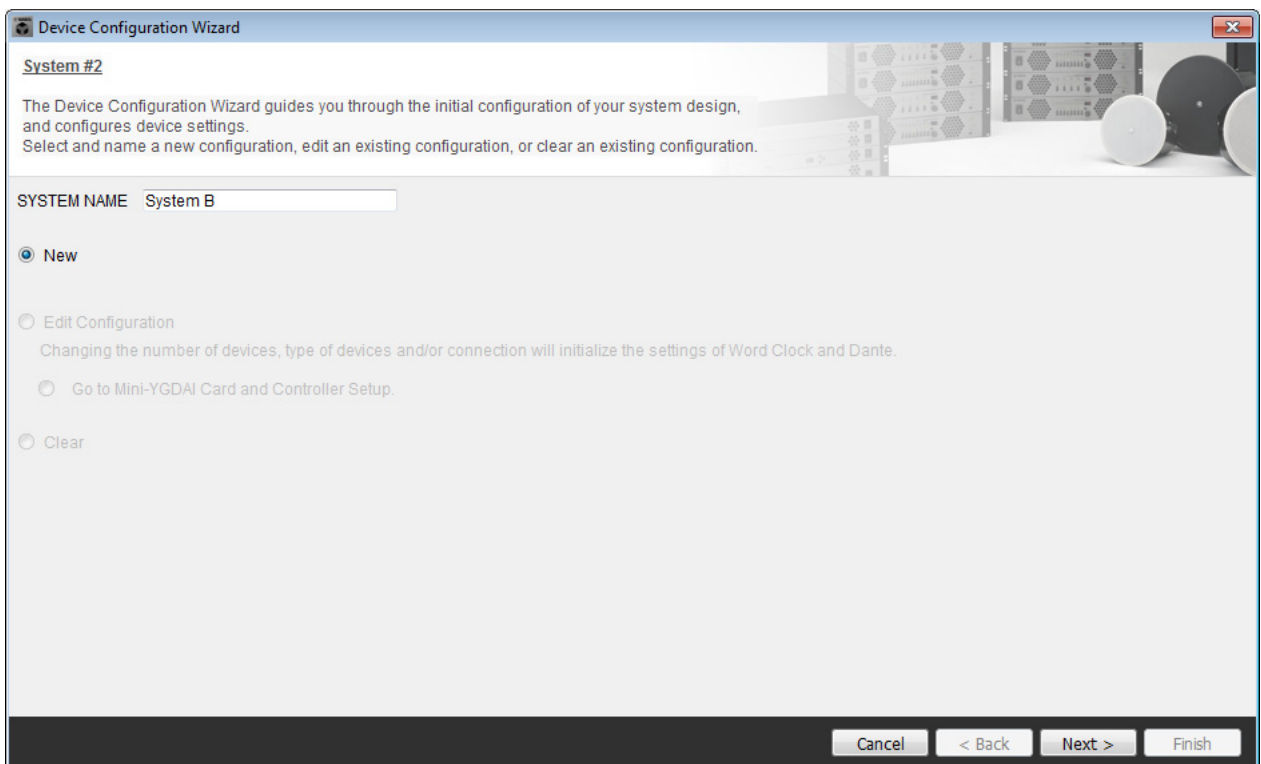 Device Configuration Wizard
System #2
The Device Configuration Wizard guides you through the initial configuration of your system design,
and configures device settings.
Select and name a new configuration, edit an existing configuration, or clear an existing configuration.
SYSTEM NAME System B
New
Edit Configuration
Changing the number of devices, type of devices and/or connection will initialize the settings of Word Clock and Dante.
Go to Mini-YGDAI Card and Controller Setup.
Clear
Cancel < Back Next > Finish